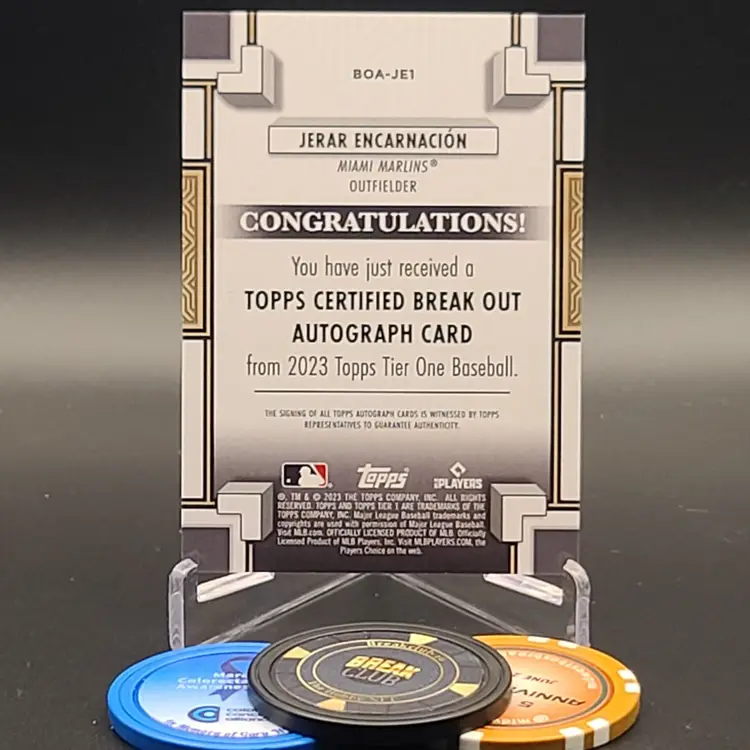 BOA-JE1
JERAR ENCARNACIÓN
MIAMI MARLINS®
OUTFIELDER
CONGRATULATIONS!
You have just received a
TOPPS CERTIFIED BREAK OUT
AUTOGRAPH CARD
from 2023 Topps Tier One Baseball.
THE SIGNING OF ALL TOPPS AUTOGRAPH CARDS IS WITNESSED BY TOPPS
REPRESENTATIVES TO GUARANTEE AUTHENTICITY.
topps
PLAYERS
®, TM & © 2023 THE TOPPS COMPANY, INC. ALL RIGHTS
RESERVED. TOPPS AND TOPPS TIER 1 ARE TRADEMARKS OF THE
TOPPS COMPANY, INC. Major League Baseball trademarks and
copyrights are used with permission of Major League Baseball.
Visit MLB.com. OFFICIALLY LICENSED PRODUCT OF MLB. Officially
Licensed Product of MLB Players, Inc. Visit MLBPLAYERS.COM, the
Players Choice on the web.
BREAK
CLUB
Awareness
JUNE
5